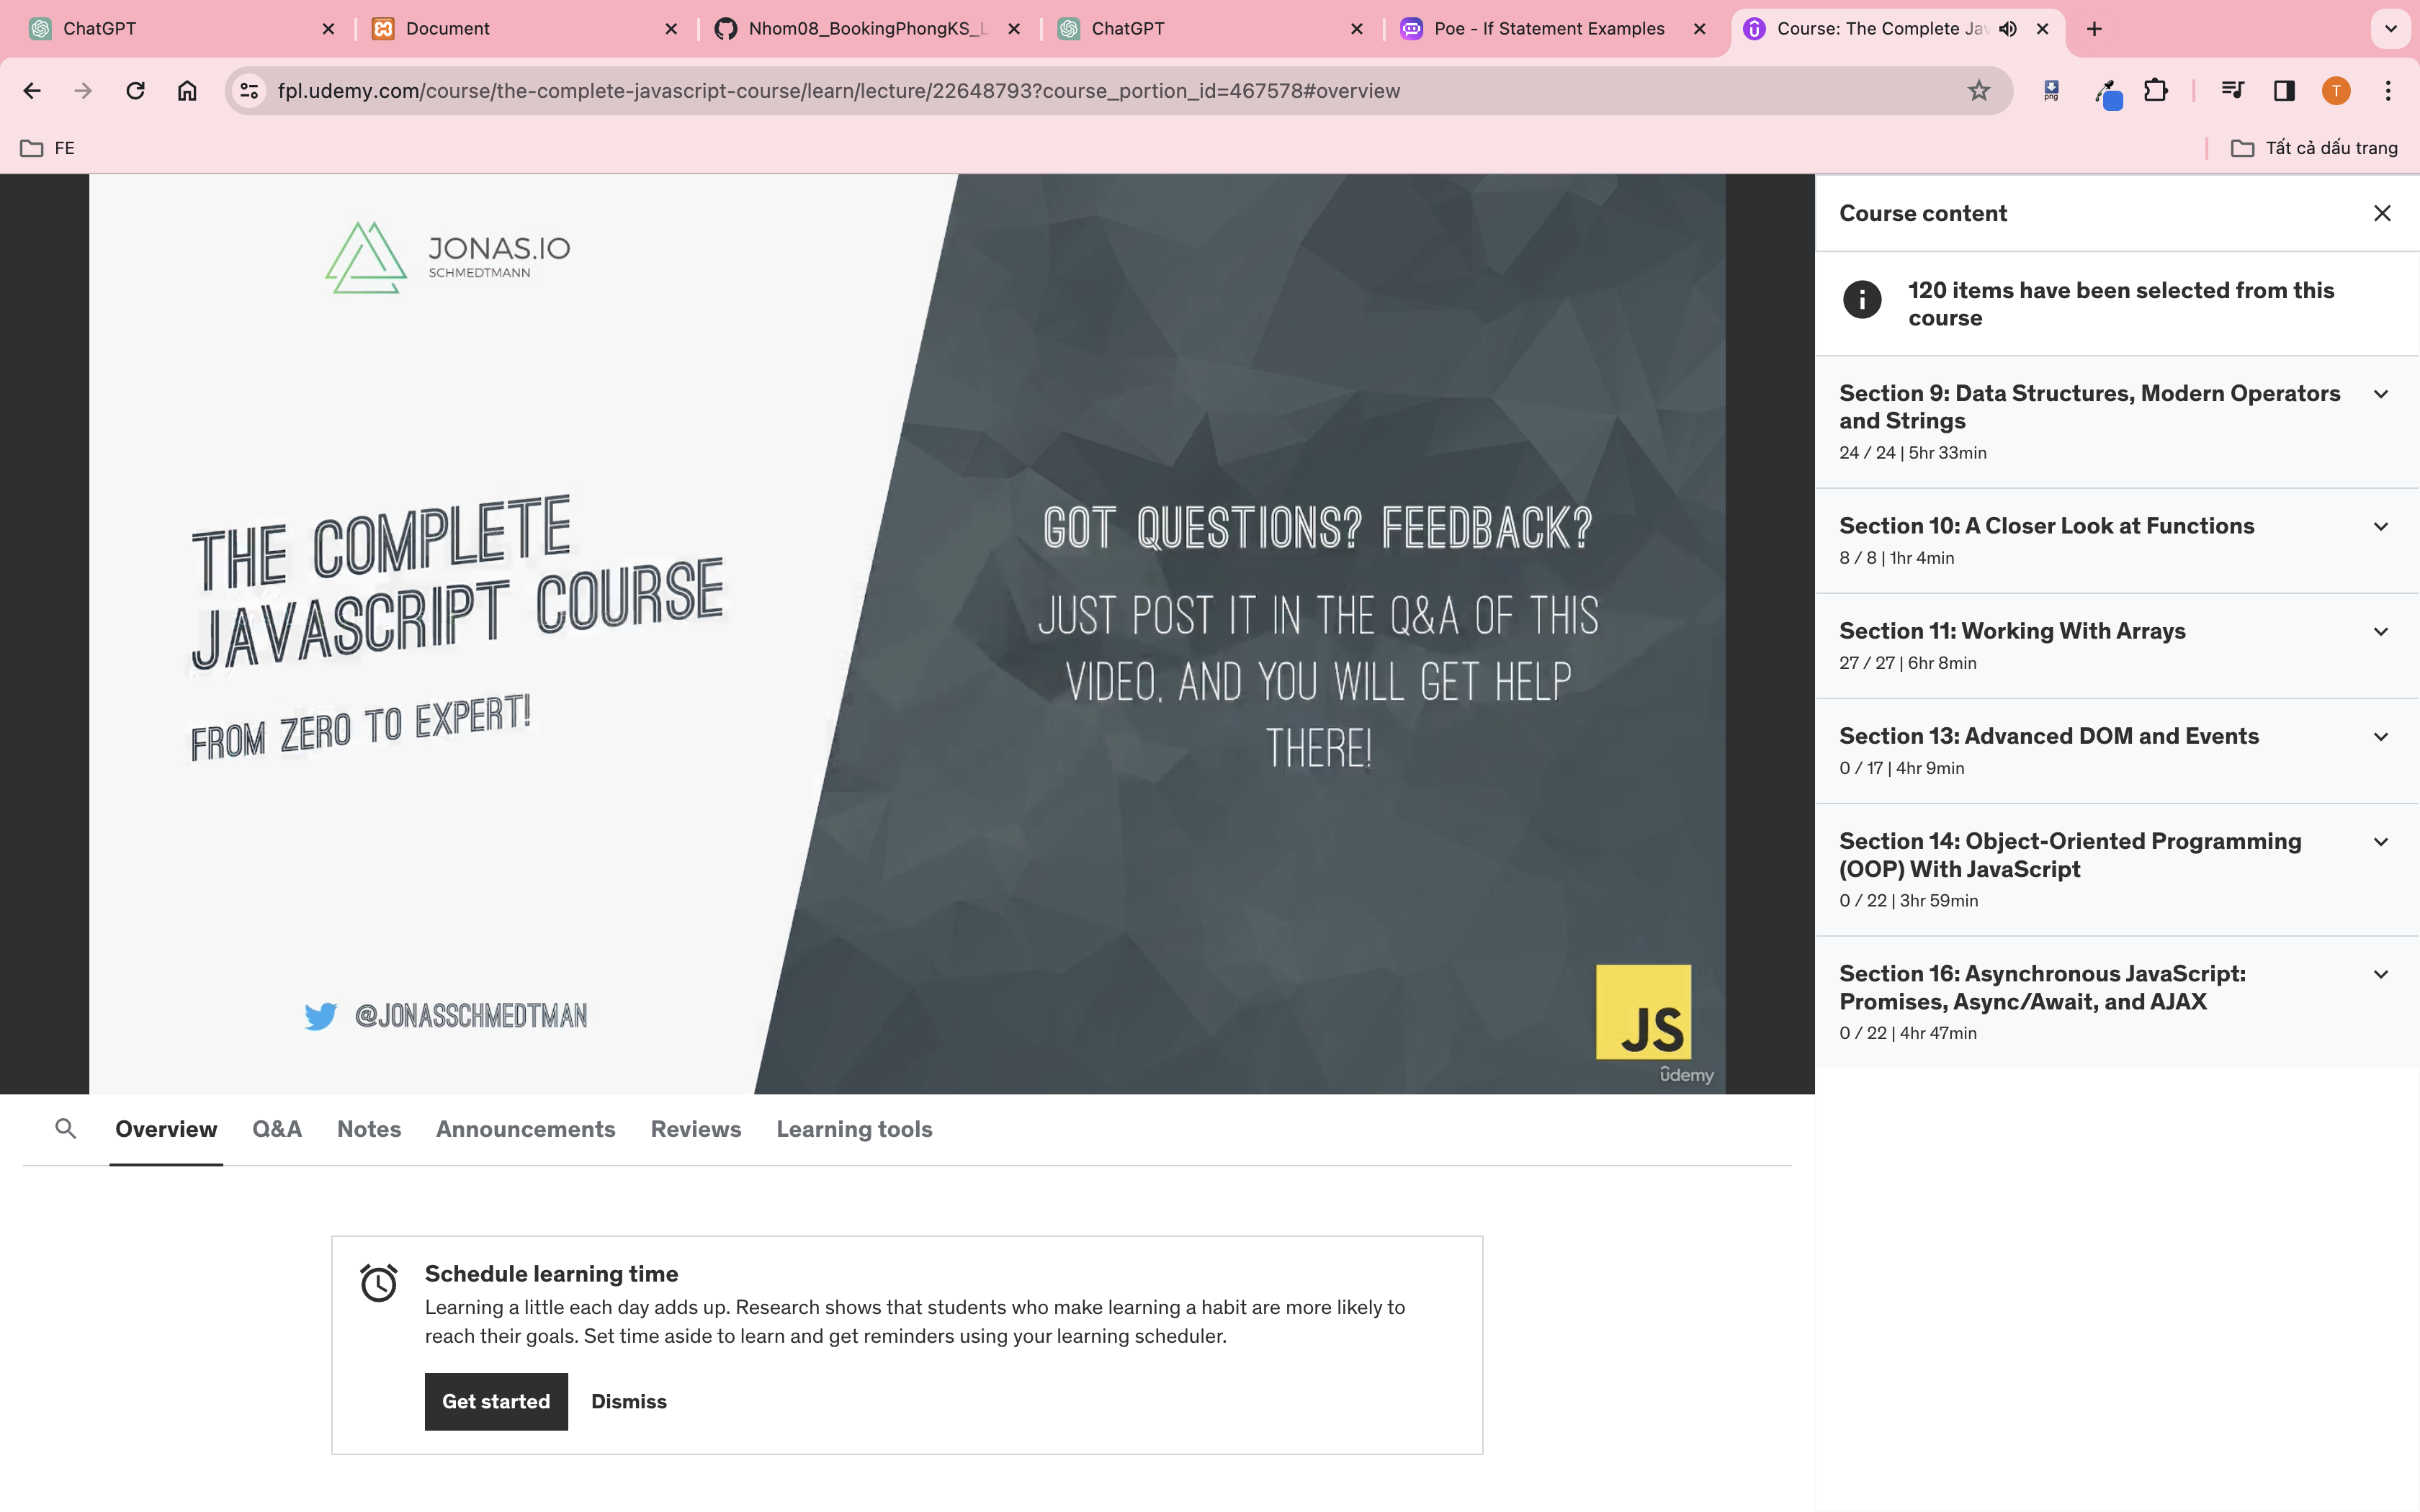 ChatGPT
Document
Nhom08_BookingPhongKS_L
ChatGPT
Poe - If Statement Examples
Course: The Complete Jav
fpl.udemy.com/course/the-complete-javascript-course/learn/lecture/22648793?course_portion_id=467578#overview
png
T
FE
Tất cả dấu trang
JONAS.IO
SCHMEDTMANN
THE COMPLETE
JAVASCRIPT COURSE
FROM ZERO TO EXPERT!
@JONASSCHMEDTMAN
GOT QUESTIONS? FEEDBACK?
JUST POST IT IN THE Q&A OF THIS
VIDEO, AND YOU WILL GET HELP
THERE!
JS
ûdemy
Course content
120 items have been selected from this
course
Section 9: Data Structures, Modern Operators
and Strings
24 / 24 | 5hr 33min
Section 10: A Closer Look at Functions
8 / 8 | 1hr 4min
Section 11: Working With Arrays
27 / 27 | 6hr 8min
Section 13: Advanced DOM and Events
0 / 17 | 4hr 9min
Section 14: Object-Oriented Programming
(OOP) With JavaScript
0 / 22 | 3hr 59min
Section 16: Asynchronous JavaScript:
Promises, Async/Await, and AJAX
0 / 22 | 4hr 47min
Overview
Q&A
Notes
Announcements
Reviews
Learning tools
Schedule learning time
Learning a little each day adds up. Research shows that students who make learning a habit are more likely to
reach their goals. Set time aside to learn and get reminders using your learning scheduler.
Get started
Dismiss